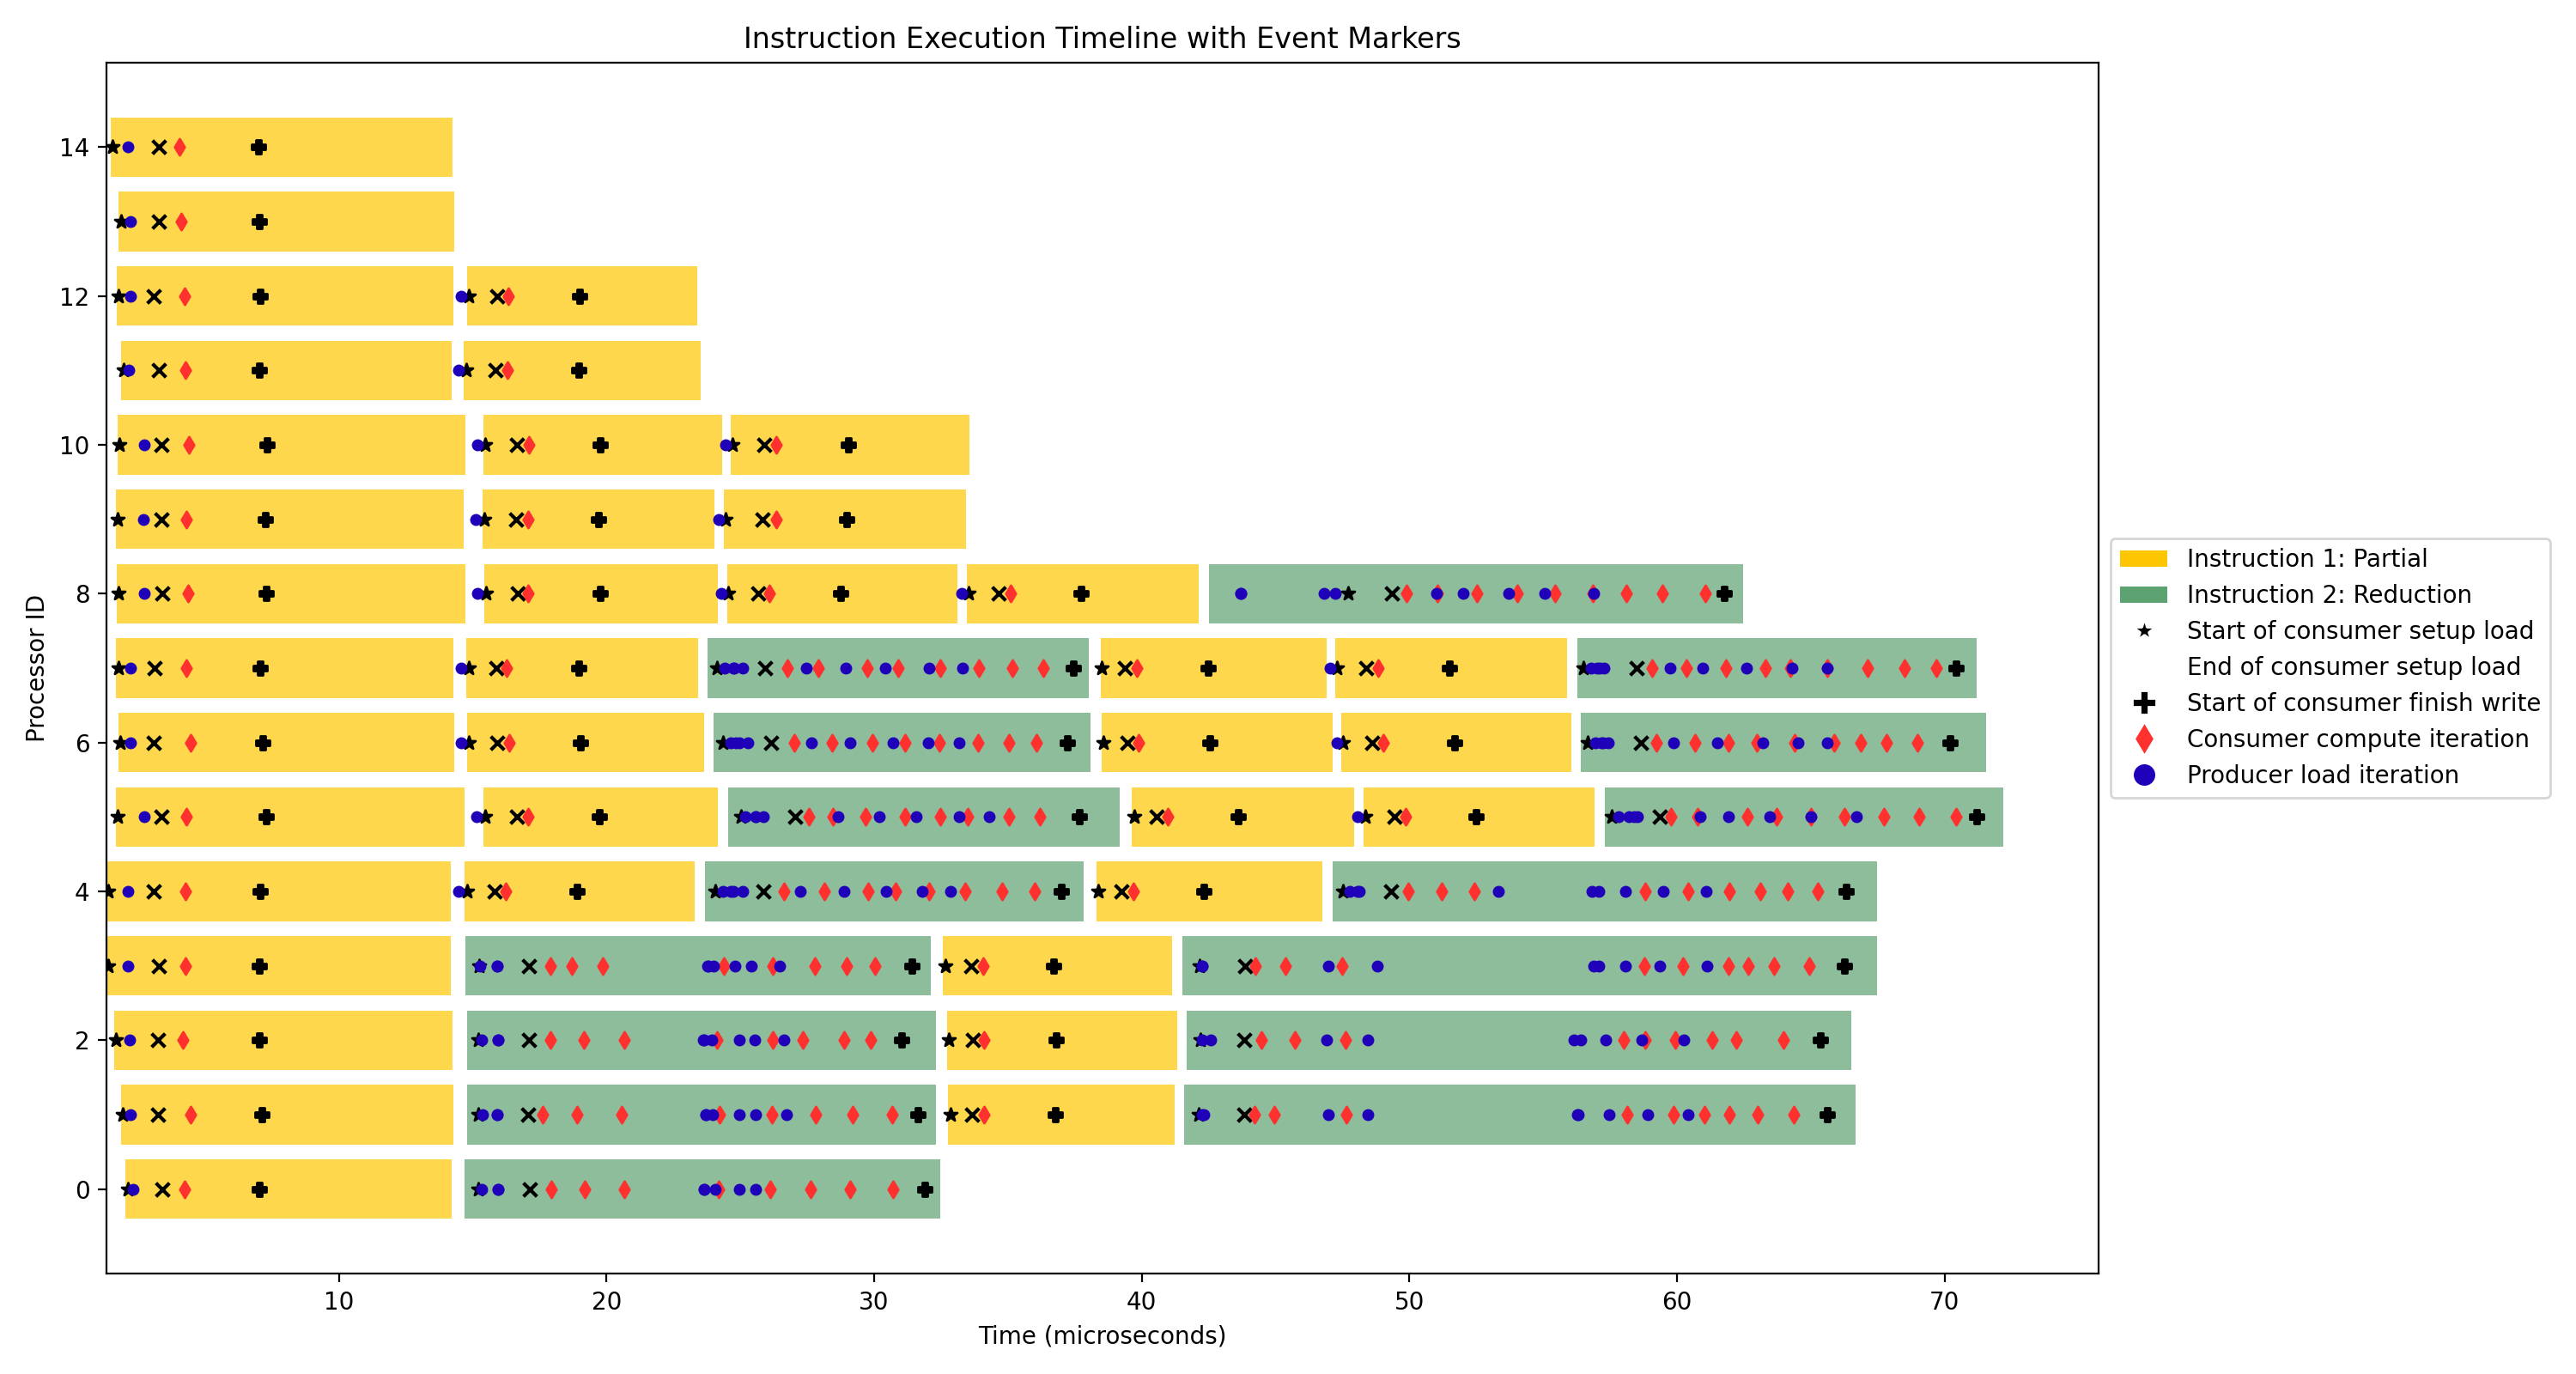 Instruction Execution Timeline with Event Markers
14
12
10
8
6
4
2
0
Processor ID
10 20 30 40 50 60 70
Time (microseconds)
Instruction 1: Partial
Instruction 2: Reduction
Start of consumer setup load
End of consumer setup load
Start of consumer finish write
Consumer compute iteration
Producer load iteration